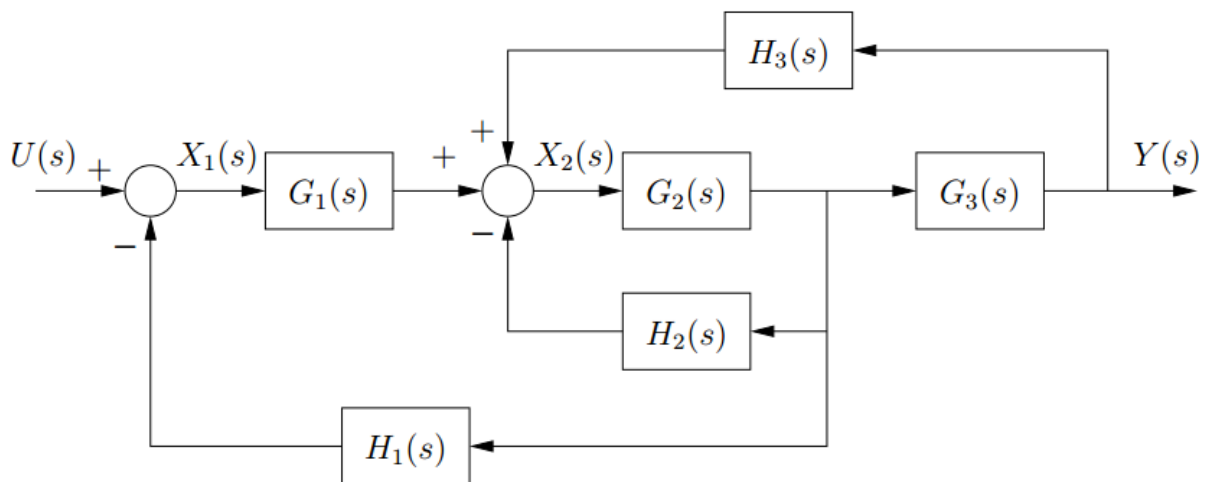 H₃(s)
+
U(s) + X₁(s) G₁(s) + X₂(s) G₂(s) G₃(s) Y(s)
− −
H₂(s)
H₁(s)